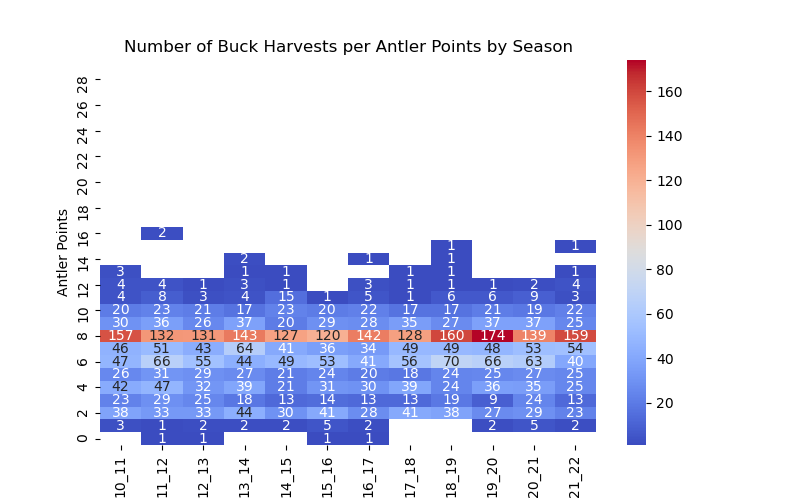 Number of Buck Harvests per Antler Points by Season
28
26
24
22
20
18
16 2
1 1
14 2 1 1
3 1 1 1 1 1
12 4 4 1 3 1 3 1 1 1 2 4
4 8 3 4 15 1 5 1 6 6 9 3
10 20 23 21 17 23 20 22 17 17 21 19 22
30 36 26 37 20 29 28 35 27 37 37 25
8 157 132 131 143 127 120 142 128 160 174 139 159
46 51 43 64 41 36 34 49 49 48 53 54
6 47 66 55 44 49 53 41 56 70 66 63 40
26 31 29 27 21 24 20 18 24 25 27 25
4 42 47 32 39 21 31 30 39 24 36 35 25
23 29 25 18 13 14 13 13 19 9 24 13
2 38 33 33 44 30 41 28 41 38 27 29 23
3 1 2 2 2 5 2 2 5 2
0 1 1 1 1
10_11 11_12 12_13 13_14 14_15 15_16 16_17 17_18 18_19 19_20 20_21 21_22
Antler Points
160
140
120
100
80
60
40
20